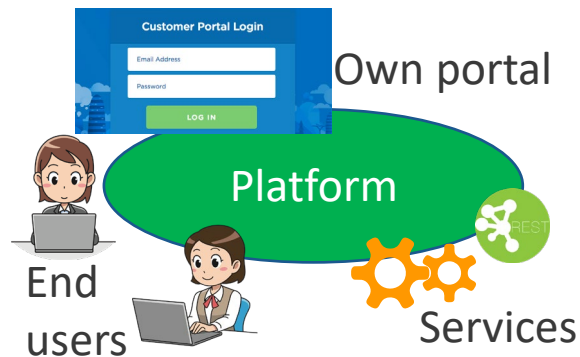 Customer Portal Login
Email Address
Password
LOG IN
Own portal
Platform
REST
End
users
Services